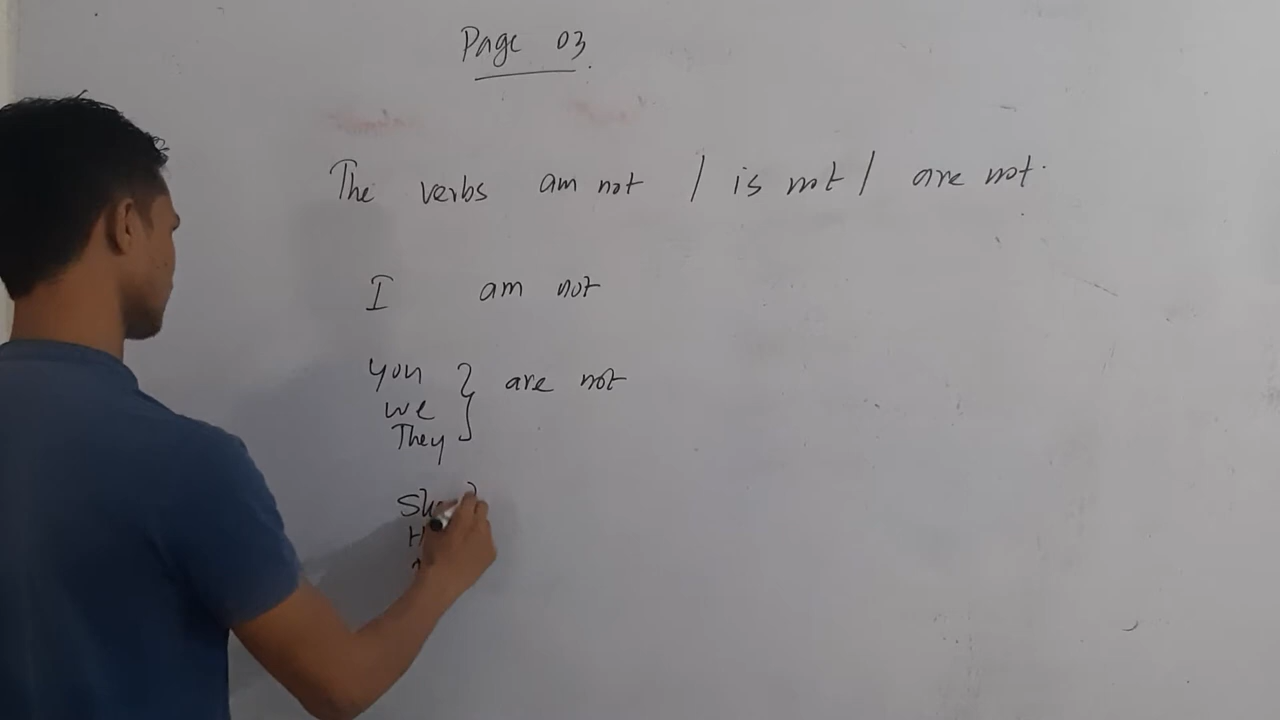 Page 03.
The verbs am not / is not / are not.
I am not
you
we
They
} are not